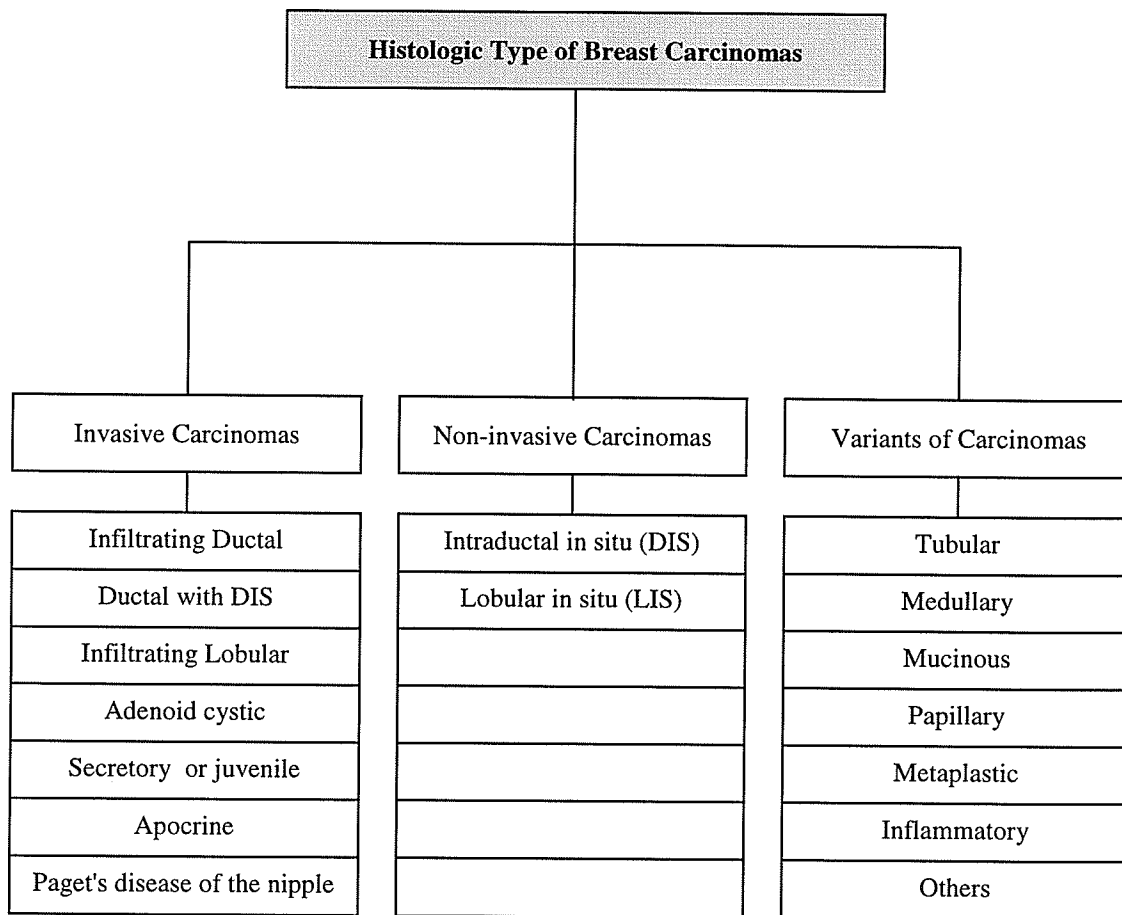 Histologic Type of Breast Carcinomas
Invasive Carcinomas
Infiltrating Ductal
Ductal with DIS
Infiltrating Lobular
Adenoid cystic
Secretory or juvenile
Apocrine
Paget's disease of the nipple
Non-invasive Carcinomas
Intraductal in situ (DIS)
Lobular in situ (LIS)
Variants of Carcinomas
Tubular
Medullary
Mucinous
Papillary
Metaplastic
Inflammatory
Others